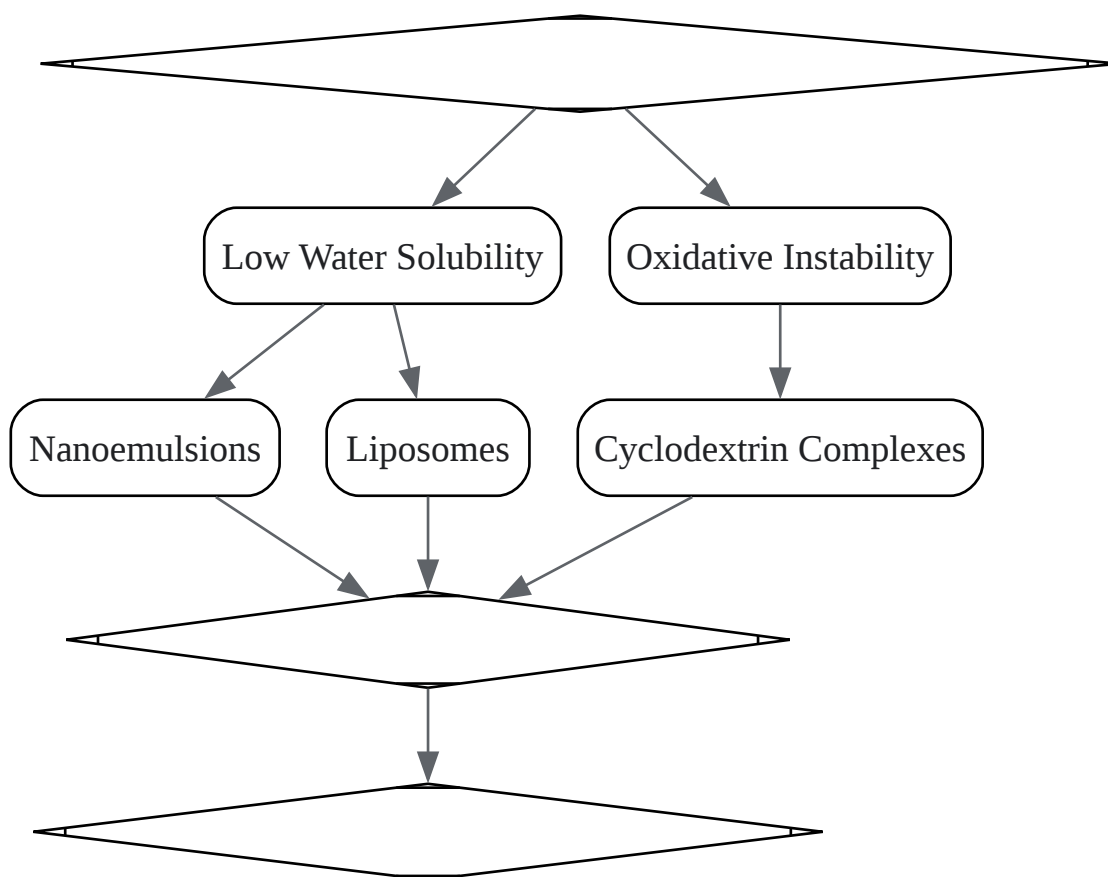 Low Water Solubility
Oxidative Instability
Nanoemulsions
Liposomes
Cyclodextrin Complexes